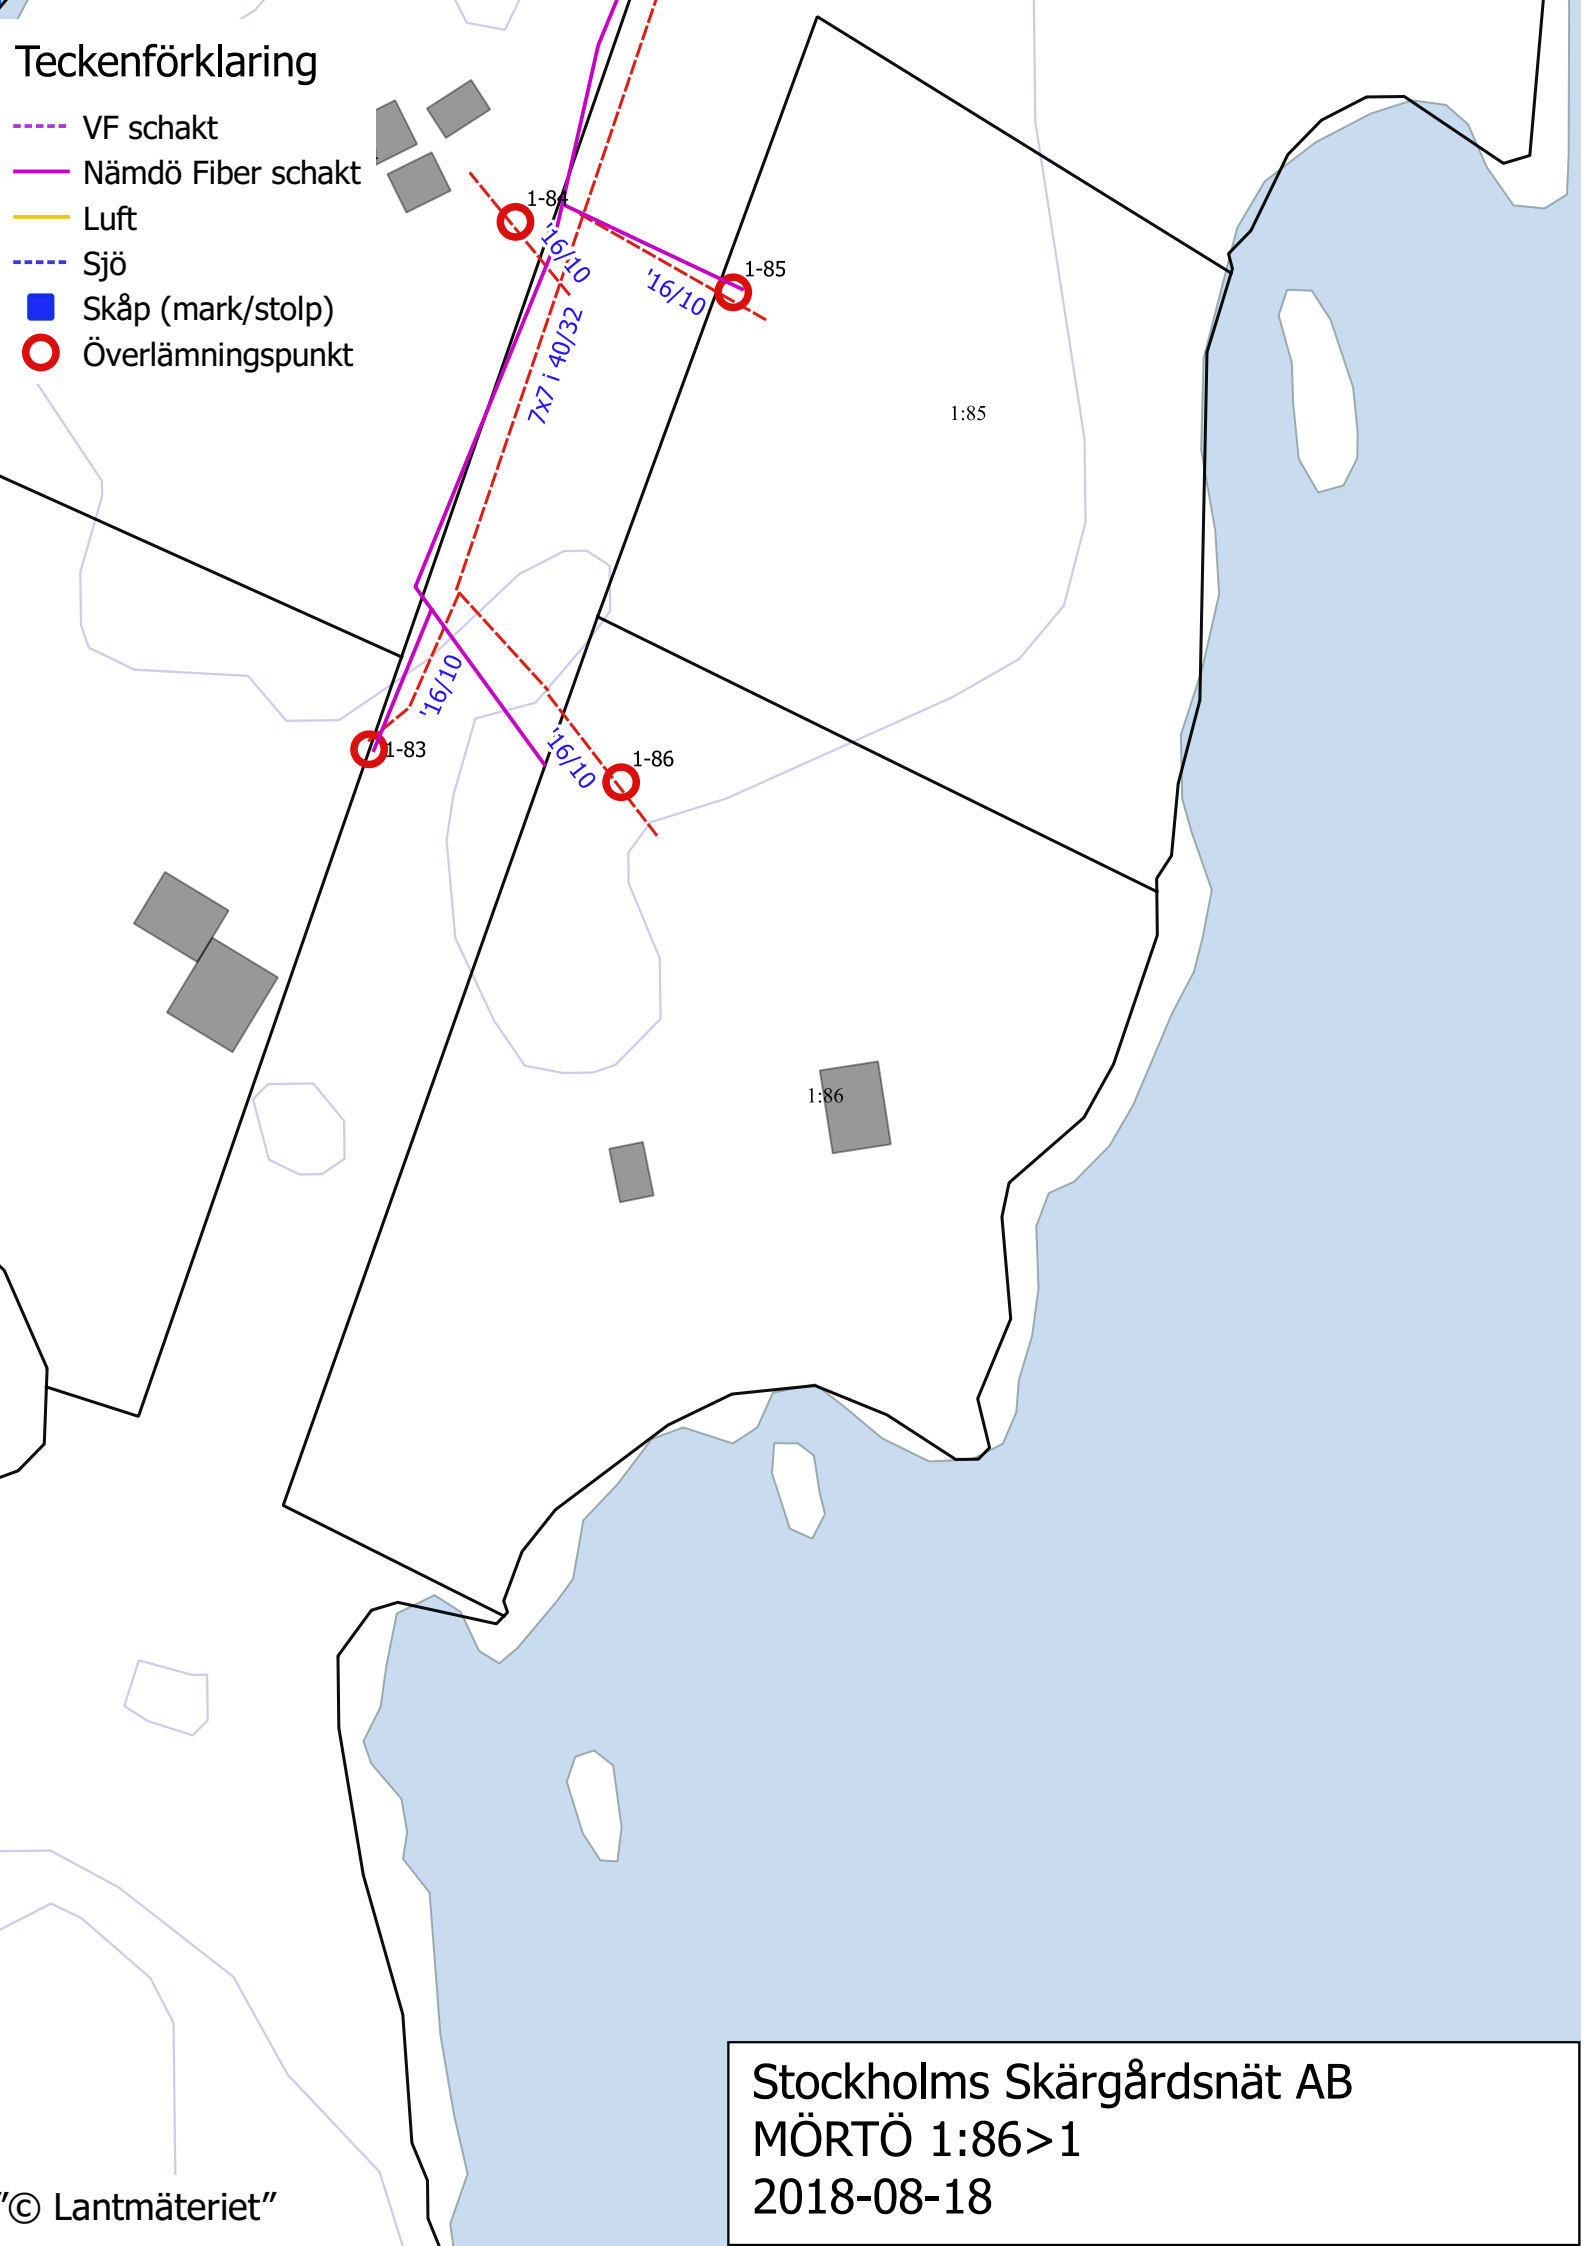 Teckenförklaring
VF schakt
Nämdö Fiber schakt
Luft
Sjö
Skåp (mark/stolp)
Överlämningspunkt
1-84
'16/10
1-85
'16/10
7x7 i 40/32
1:85
'16/10
1-83
'16/10
1-86
1:86
Stockholms Skärgårdsnät AB
MÖRTÖ 1:86>1
2018-08-18
"© Lantmäteriet"